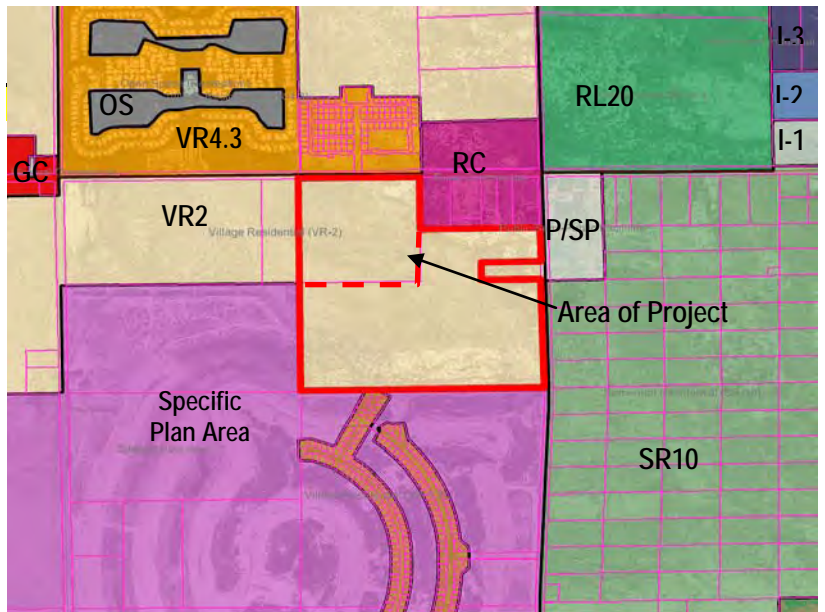 I-3
OS
RL20
I-2
VR4.3
I-1
GC
RC
VR2
Village Residential (VR-2)
P/SP
Area of Project
Specific
Plan Area
SR10